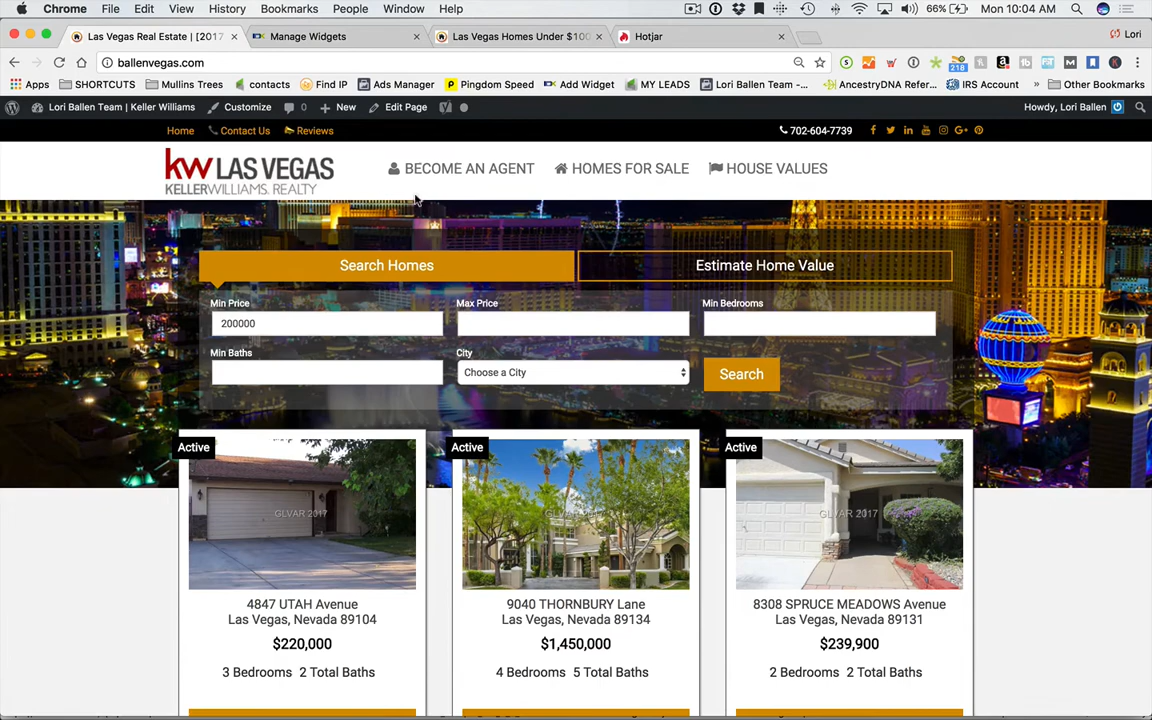 Chrome File Edit View History Bookmarks People Window Help 66% Mon 10:04 AM
Las Vegas Real Estate | [2017 Manage Widgets Las Vegas Homes Under $100 Hotjar Lori
ballenvegas.com
Apps SHORTCUTS Mullins Trees contacts Find IP Ads Manager Pingdom Speed Add Widget MY LEADS Lori Ballen Team -... AncestryDNA Refer... IRS Account Other Bookmarks
218
Lori Ballen Team | Keller Williams Customize 0 New Edit Page Howdy, Lori Ballen
Home Contact Us Reviews 702-604-7739
kw LAS VEGAS
KELLERWILLIAMS. REALTY
BECOME AN AGENT HOMES FOR SALE HOUSE VALUES
Search Homes Estimate Home Value
Min Price Max Price Min Bedrooms
200000
Min Baths City
Choose a City Search
Active Active Active
GLVAR 2017 GLVAR 2017 GLVAR 2017
4847 UTAH Avenue 9040 THORNBURY Lane 8308 SPRUCE MEADOWS Avenue
Las Vegas, Nevada 89104 Las Vegas, Nevada 89134 Las Vegas, Nevada 89131
$220,000 $1,450,000 $239,900
3 Bedrooms 2 Total Baths 4 Bedrooms 5 Total Baths 2 Bedrooms 2 Total Baths